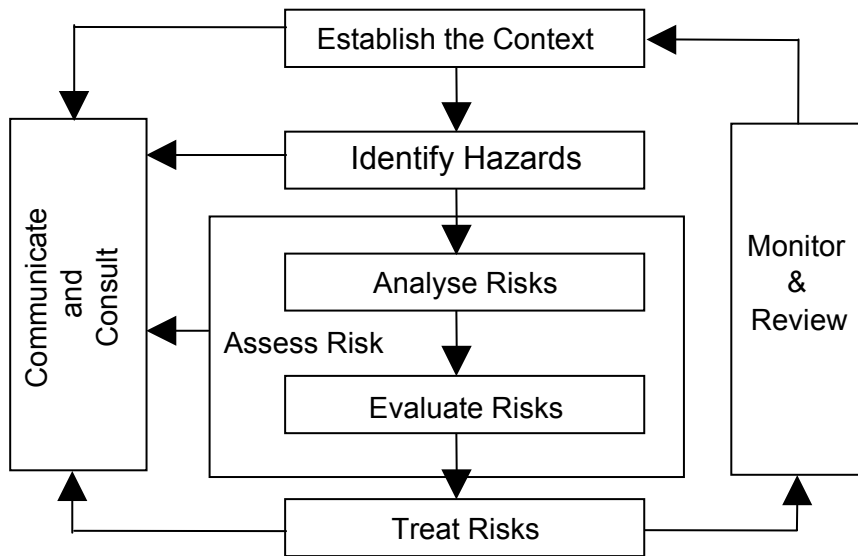 Establish the Context
Identify Hazards
Communicate
and
Consult
Analyse Risks
Assess Risk
Evaluate Risks
Monitor
&
Review
Treat Risks